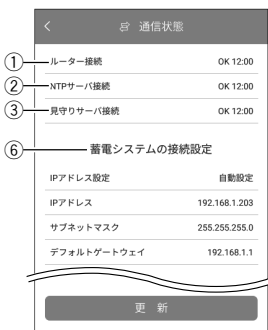 通信状態
① ルーター接続 OK 12:00
② NTPサーバ接続 OK 12:00
③ 見守りサーバ接続 OK 12:00
⑥ 蓄電システムの接続設定
IPアドレス設定 自動設定
IPアドレス 192.168.1.203
サブネットマスク 255.255.255.0
デフォルトゲートウェイ 192.168.1.1
更 新